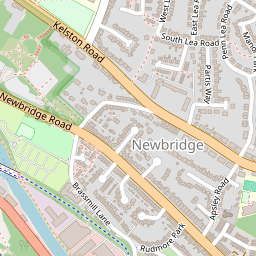 Kelston Road
West L
East Lea Road
Penn Lea Road
South Lea Road
Partis Way
Newbridge Road
Newbridge
Brassmill Lane
Apsley Road
Rudmore Park